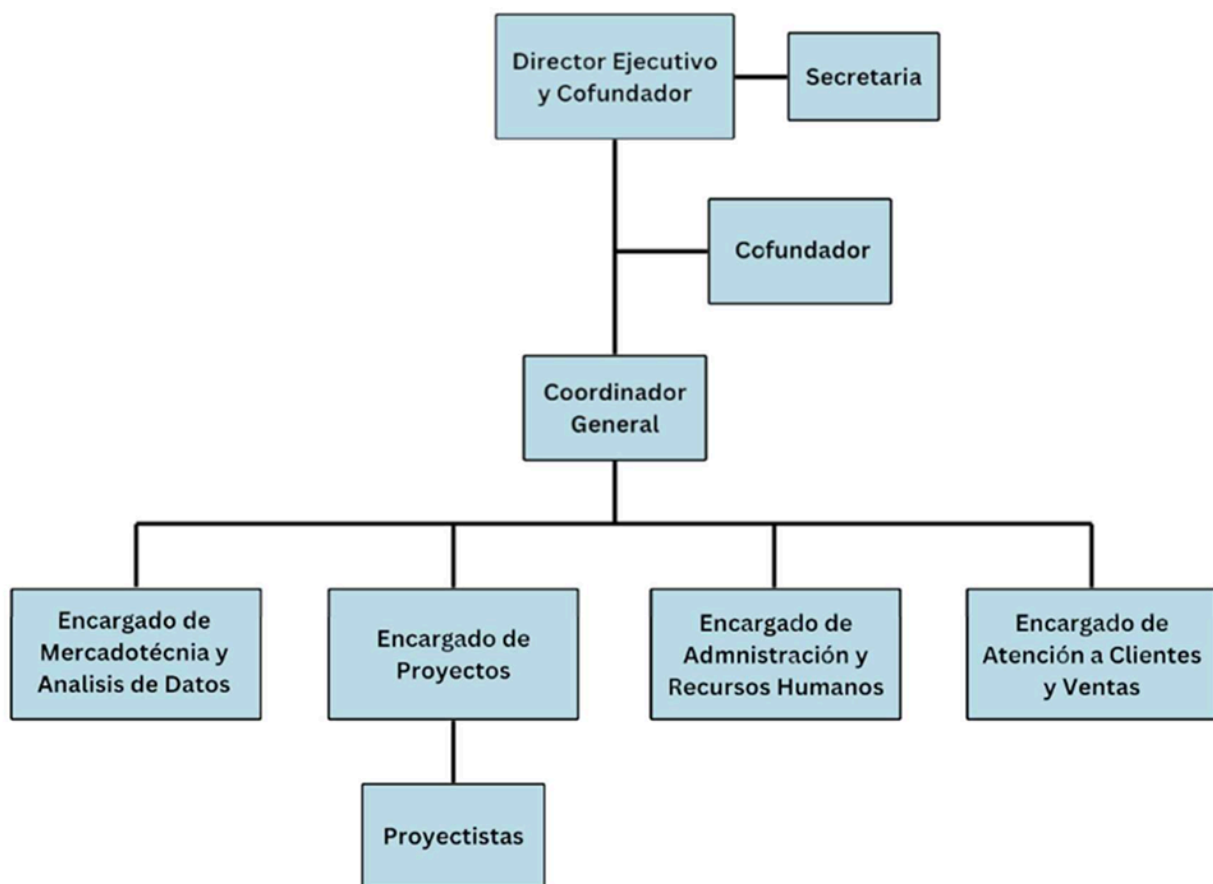 Director Ejecutivo
y Cofundador
Secretaria
Cofundador
Coordinador
General
Encargado de
Mercadotécnia y
Analisis de Datos
Encargado de
Proyectos
Encargado de
Admnistración y
Recursos Humanos
Encargado de
Atención a Clientes
y Ventas
Proyectistas